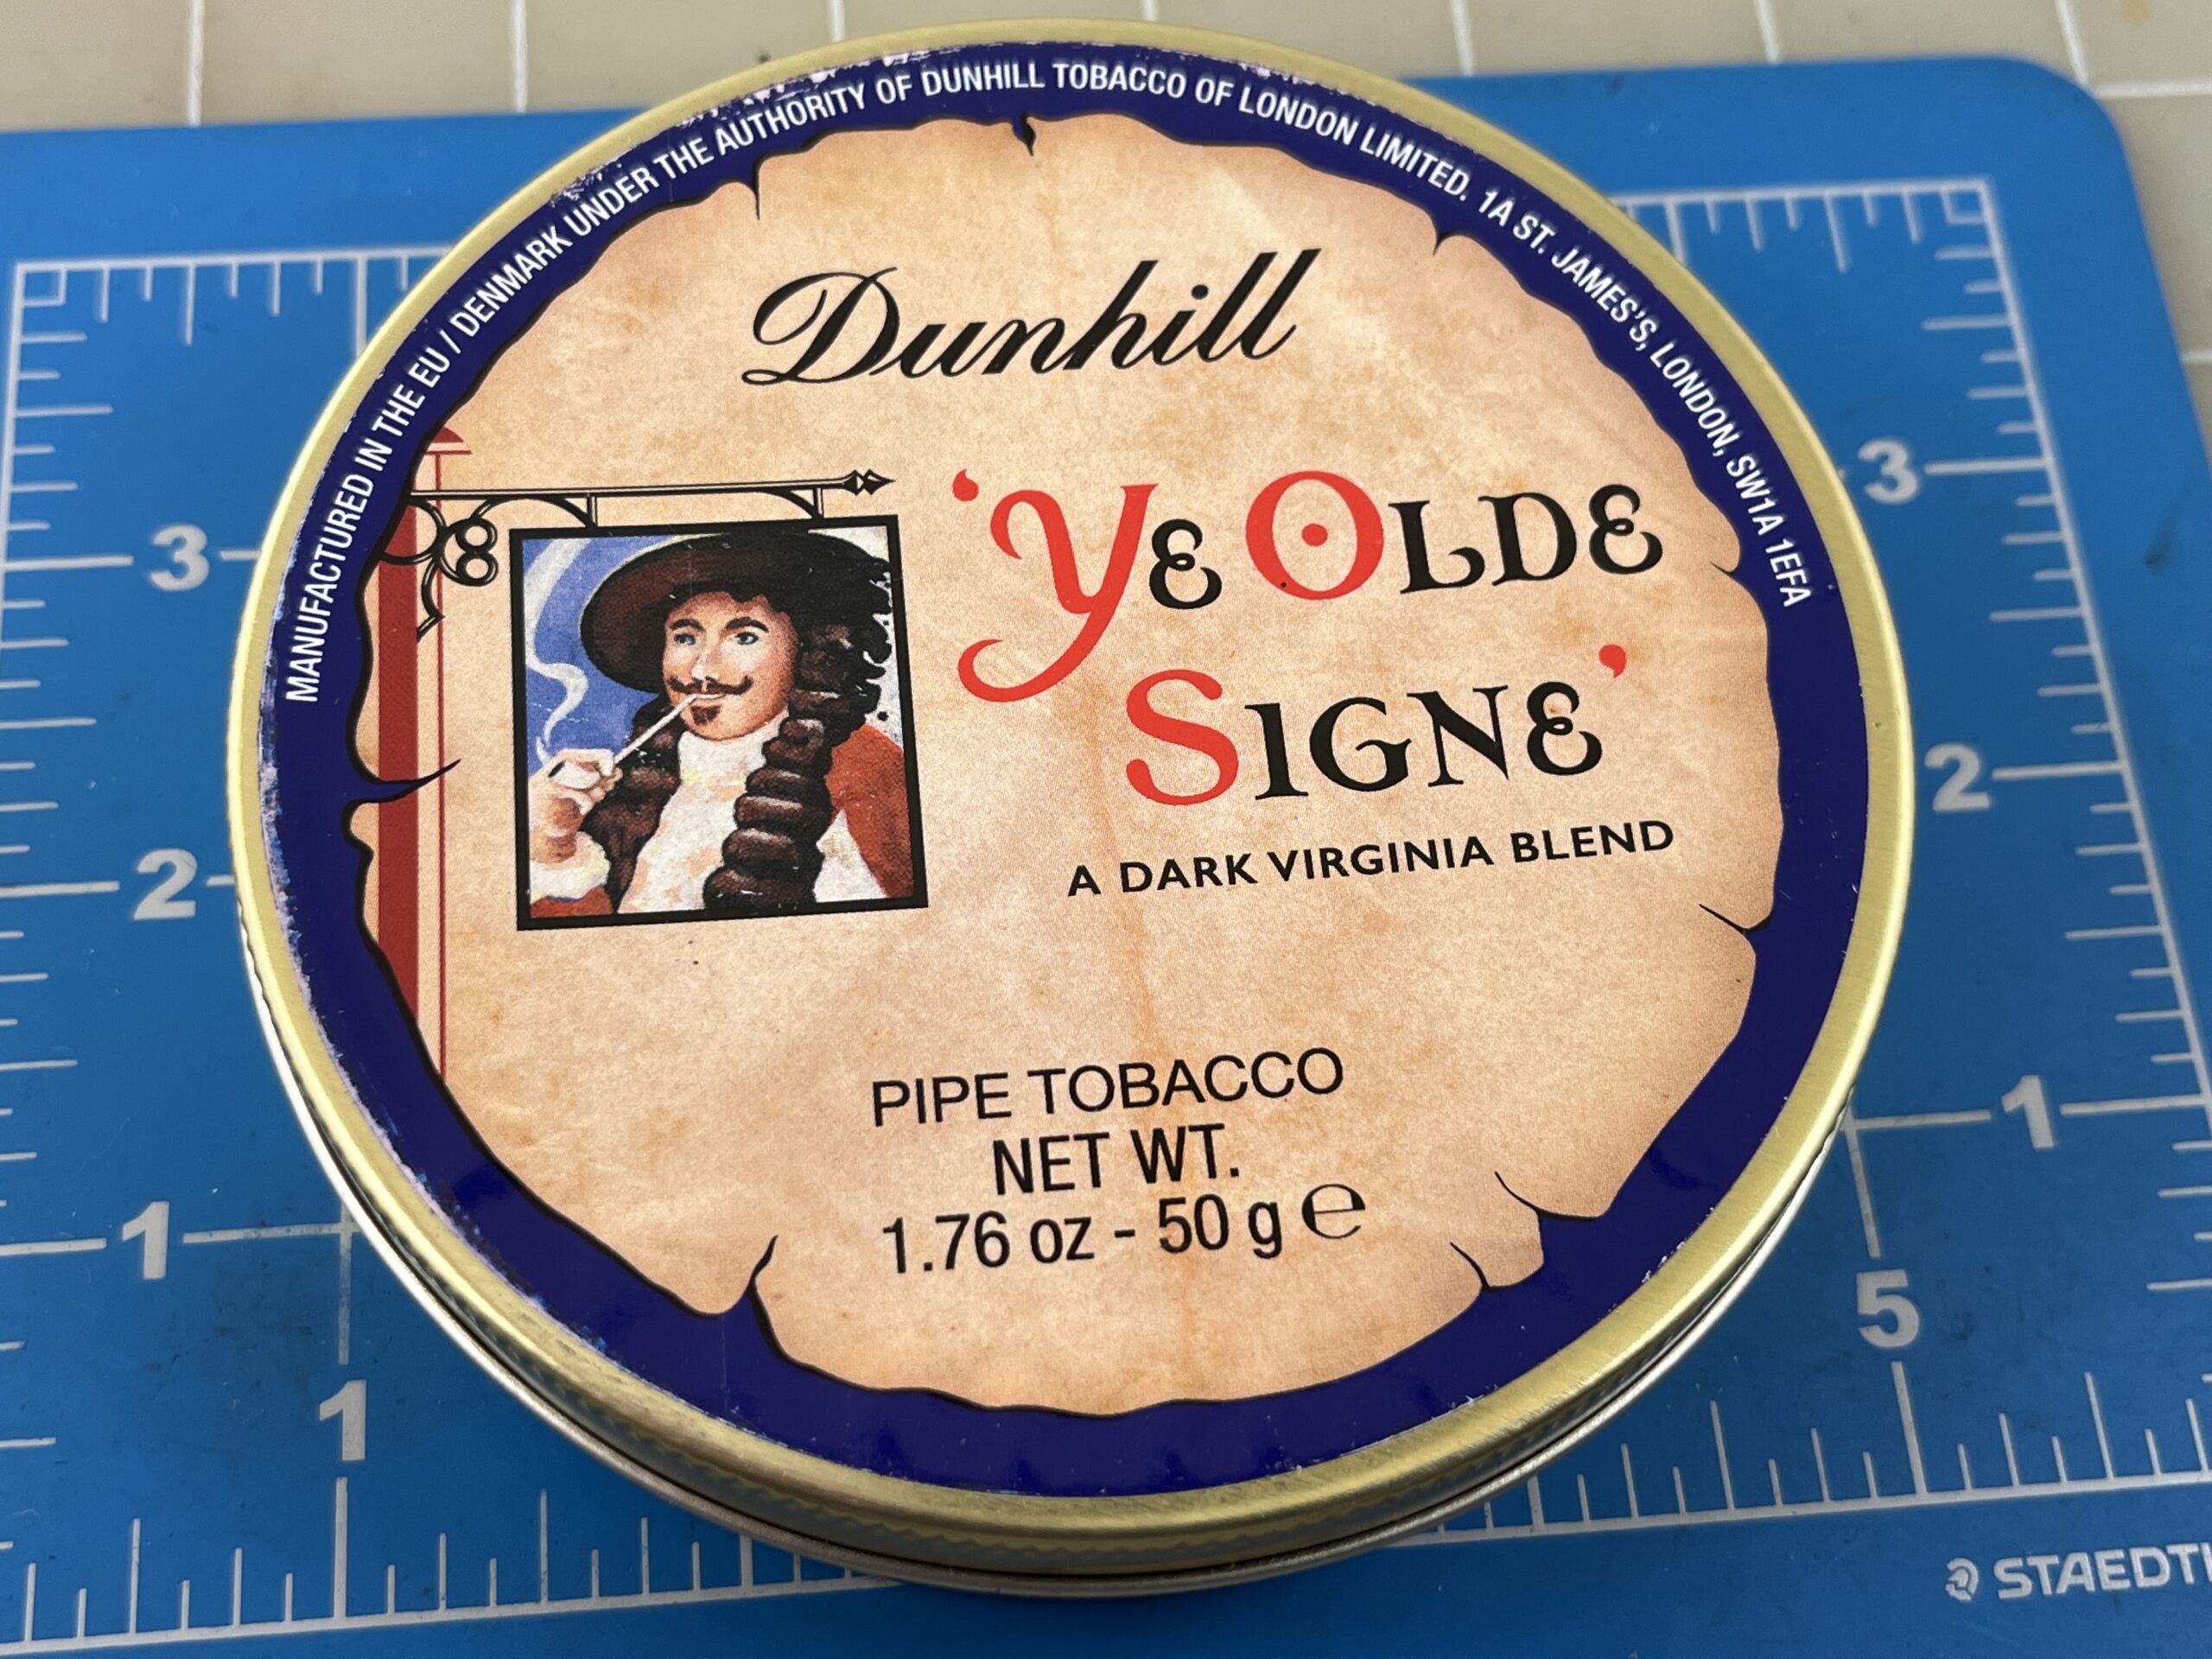 MANUFACTURED IN THE EU / DENMARK UNDER THE AUTHORITY OF DUNHILL TOBACCO OF LONDON LIMITED. 1A ST. JAMES'S, LONDON, SW1A 1EFA
Dunhill
‘YE OLDE
SIGNE’
A DARK VIRGINIA BLEND
PIPE TOBACCO
NET WT.
1.76 oz - 50 g ℮
3
2
1
1
3
2
1
5
STAEDTL